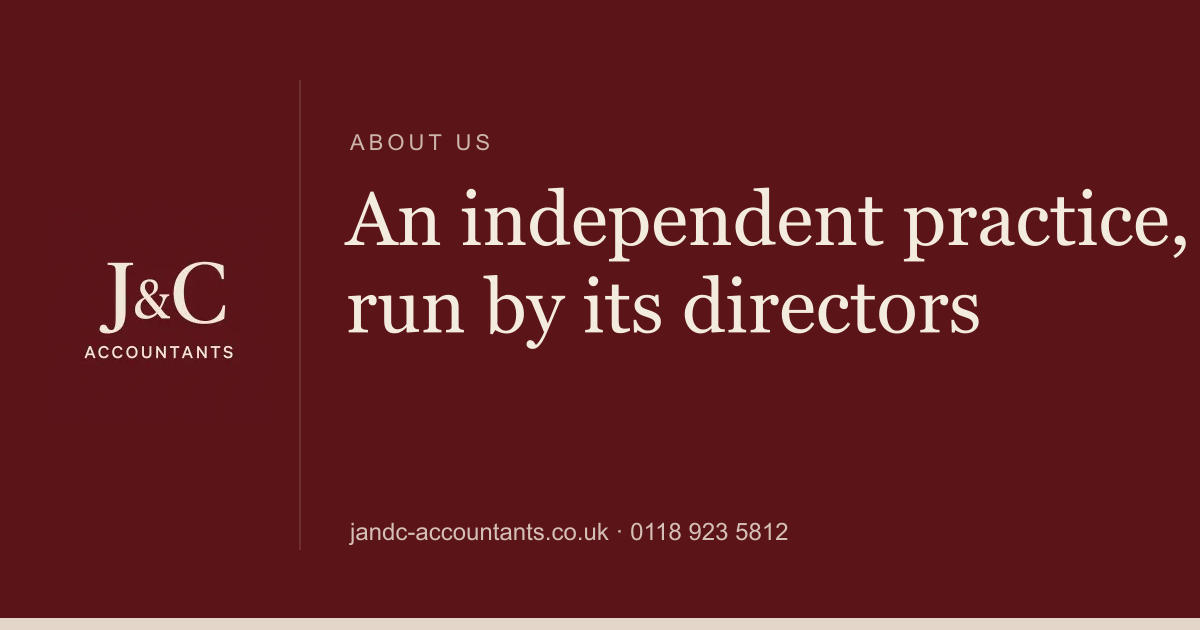 J&C
ACCOUNTANTS
ABOUT US
An independent practice,
run by its directors
jandc-accountants.co.uk · 0118 923 5812